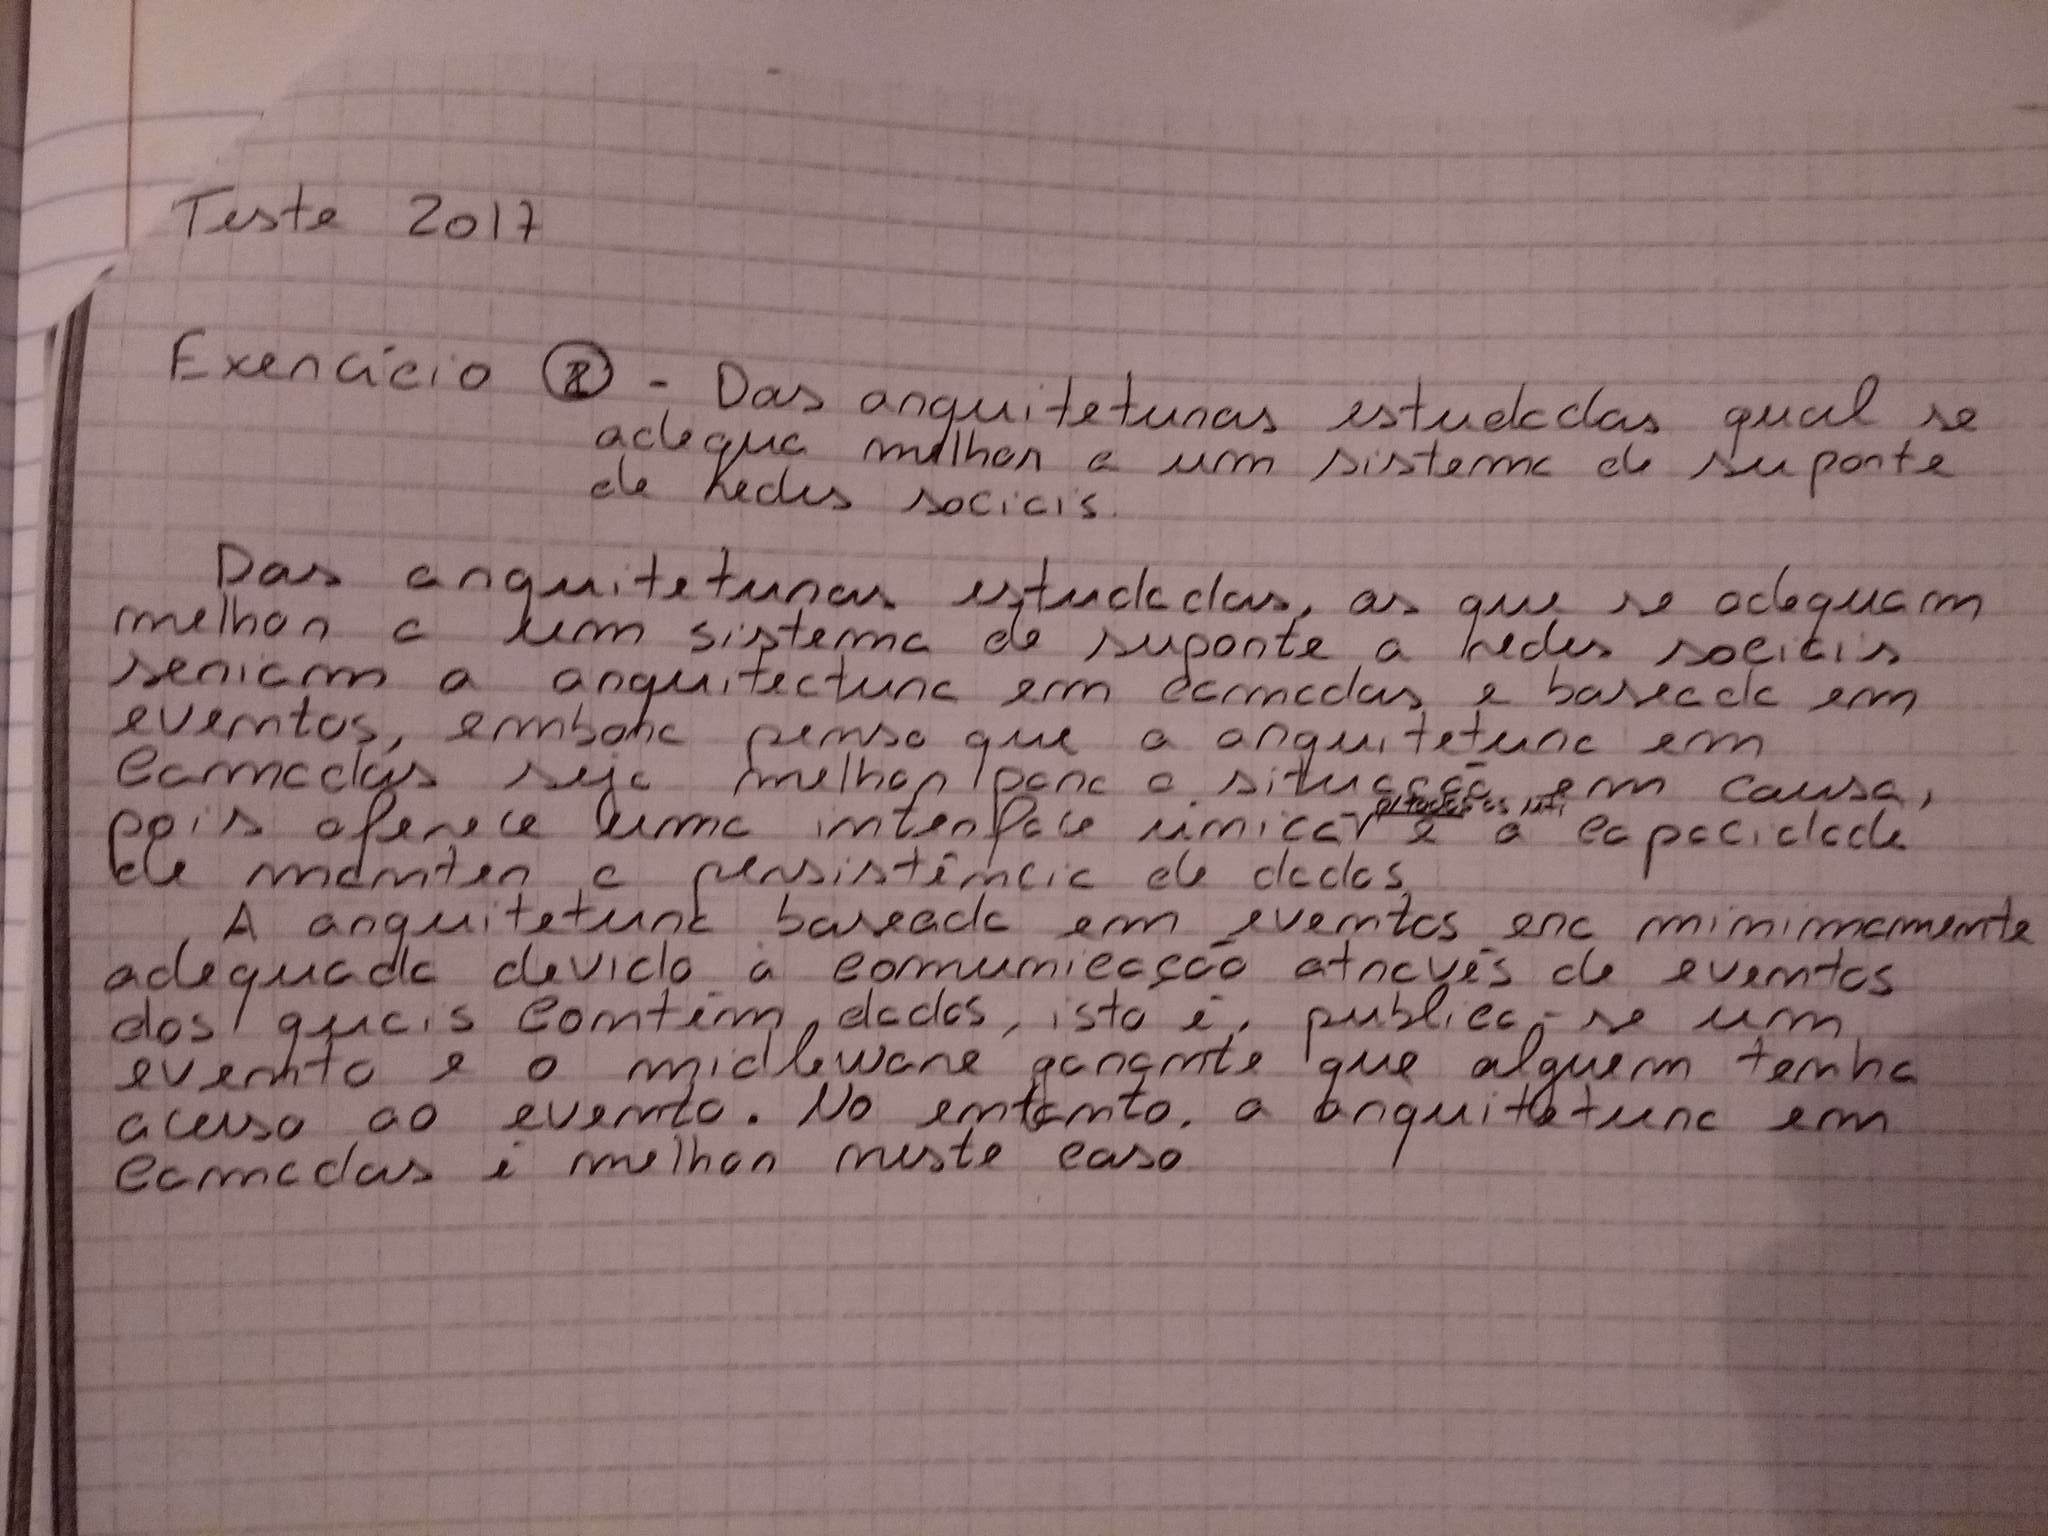 Teste 2017
Exercício - Das arquiteturas estudadas qual se
adequa melhor a um sistema de suporte
de redes sociais.
Das arquiteturas estudadas, as que se adequam
melhor a um sistema de suporte a redes sociais
seriam a arquitectura em camadas e baseada em
eventos, embora penso que a arquitetura em
camadas seja melhor para a situação em causa,
pois oferece uma interface única e a capacidade
de manter a persistência de dados
A arquitetura baseada em eventos era minimamente
adequada devido à comunicação através de eventos
dos quais contêm dados, isto é, publica-se um
evento e o midleware garante que alguem tenha
acesso ao evento. No entanto, a arquitetura em
camadas é melhor neste caso